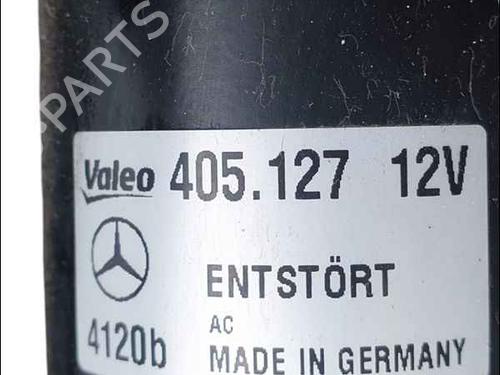 PARTS
Valeo 405.127 12V
ENTSTÖRT
AC
4120b MADE IN GERMANY